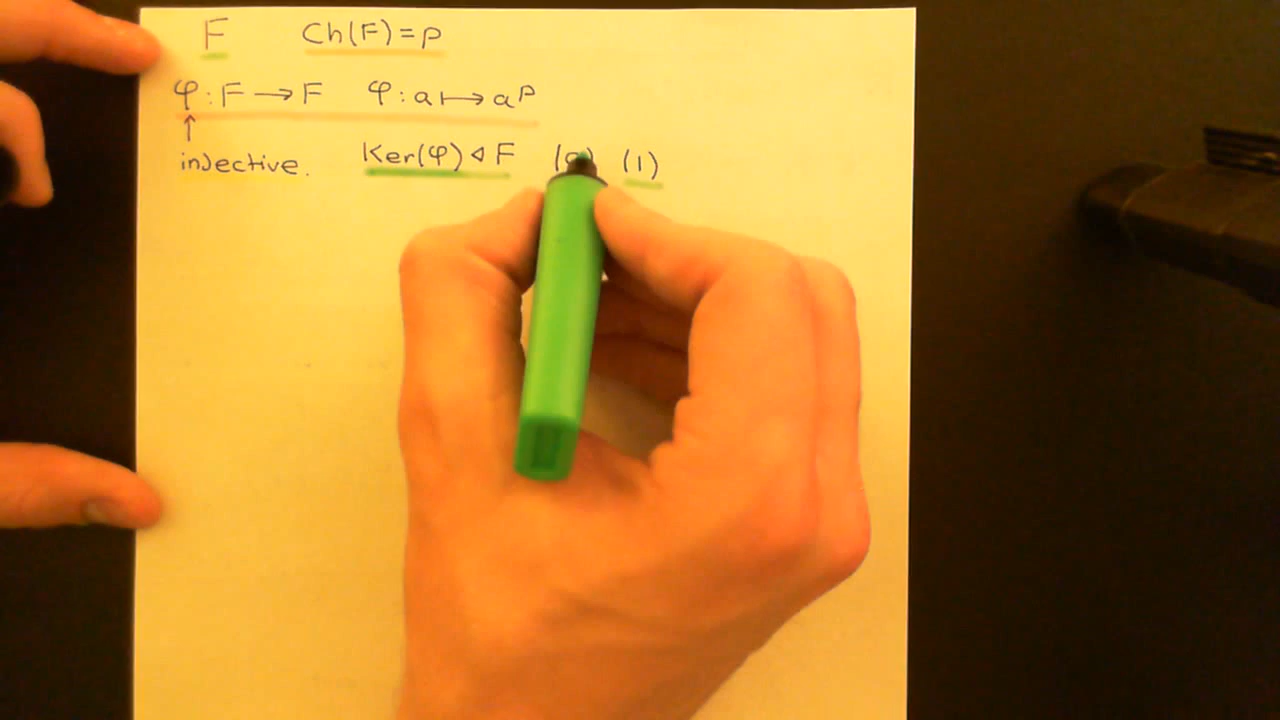 F Ch(F)=p
φ:F→F φ:a↦a^p
↑
injective. Ker(φ)⊲F (1)